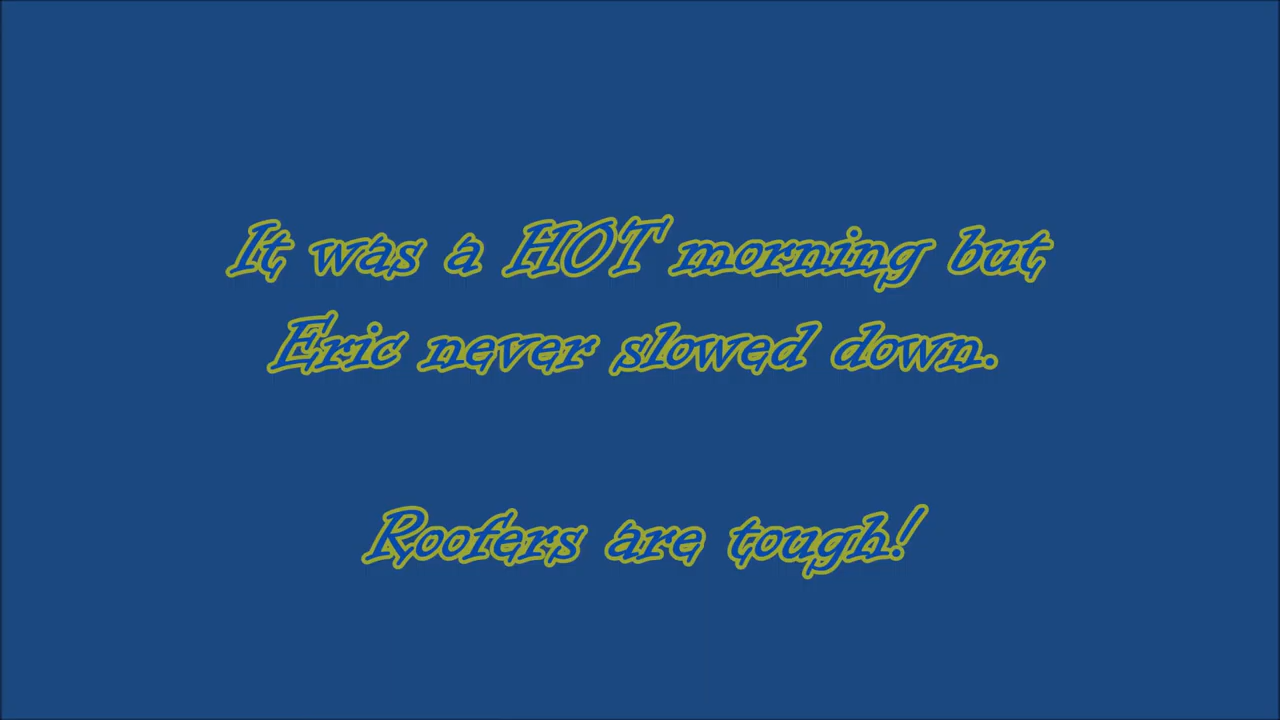 It was a HOT morning but
Eric never slowed down.
Roofers are tough!